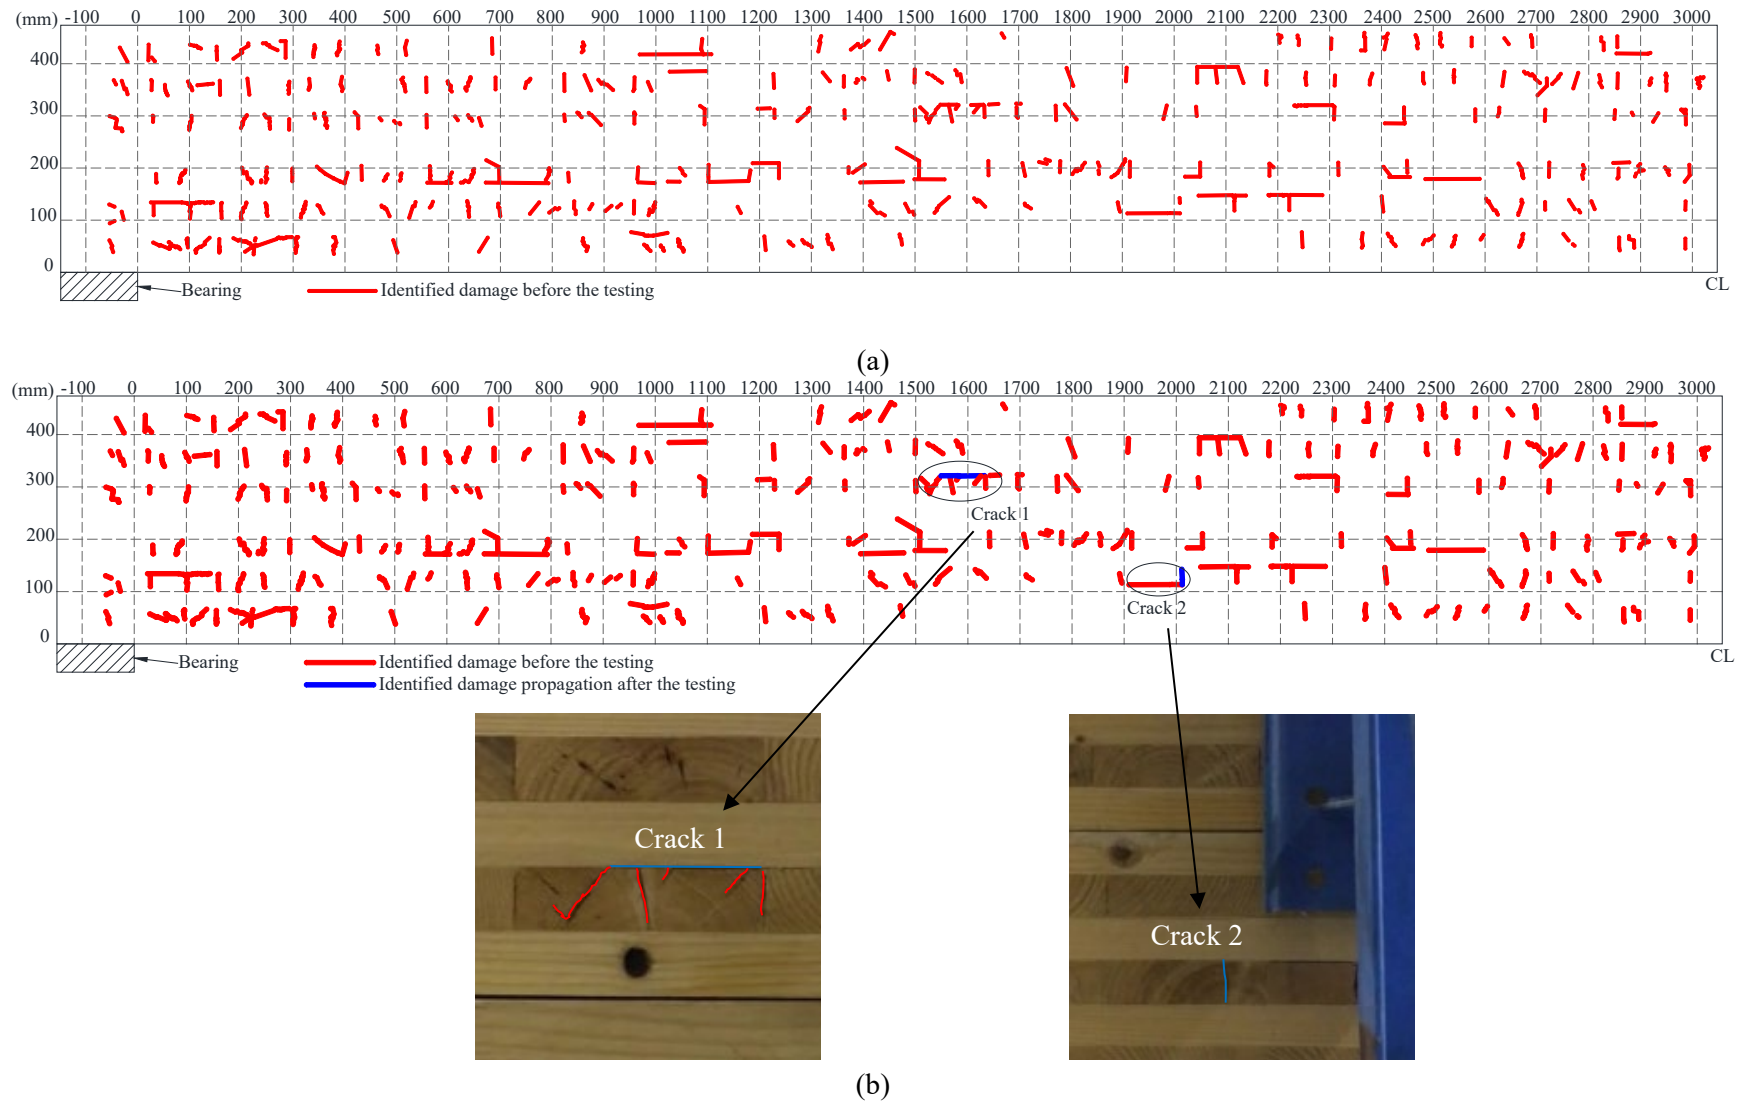 (mm) -100 0 100 200 300 400 500 600 700 800 900 1000 1100 1200 1300 1400 1500 1600 1700 1800 1900 2000 2100 2200 2300 2400 2500 2600 2700 2800 2900 3000
400
300
200
100
0
CL
Bearing
Identified damage before the testing
(a)
(mm) -100 0 100 200 300 400 500 600 700 800 900 1000 1100 1200 1300 1400 1500 1600 1700 1800 1900 2000 2100 2200 2300 2400 2500 2600 2700 2800 2900 3000
400
300
Crack 1
200
100
Crack 2
0
CL
Bearing
Identified damage before the testing
Identified damage propagation after the testing
Crack 1
Crack 2
(b)